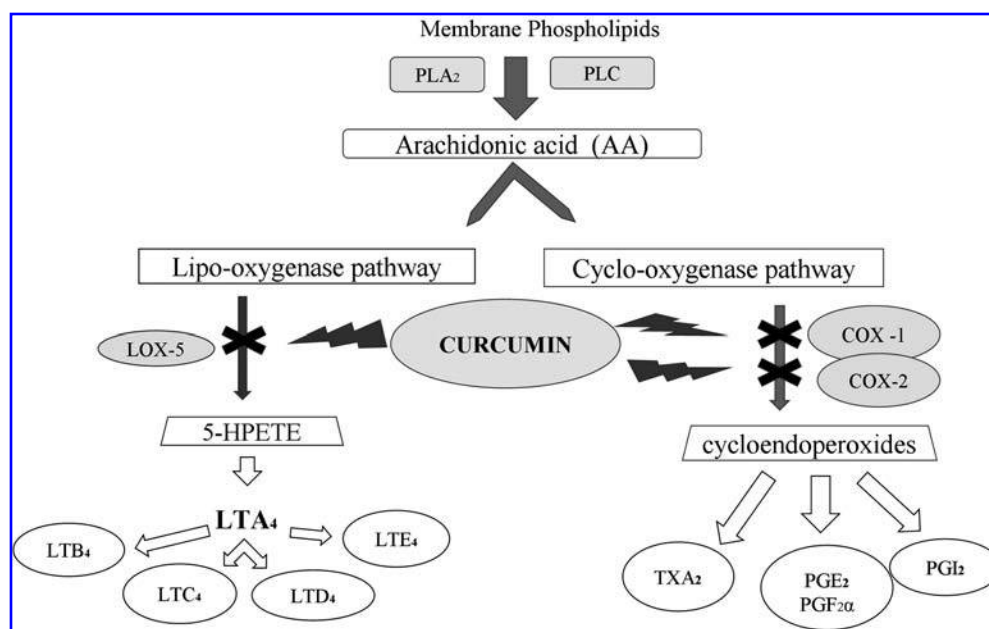 Membrane Phospholipids
PLA₂
PLC
Arachidonic acid (AA)
Lipo-oxygenase pathway
Cyclo-oxygenase pathway
LOX-5
CURCUMIN
COX -1
COX-2
5-HPETE
cycloendoperoxides
LTA₄
LTB₄
LTC₄
LTD₄
LTE₄
TXA₂
PGE₂
PGF₂α
PGI₂